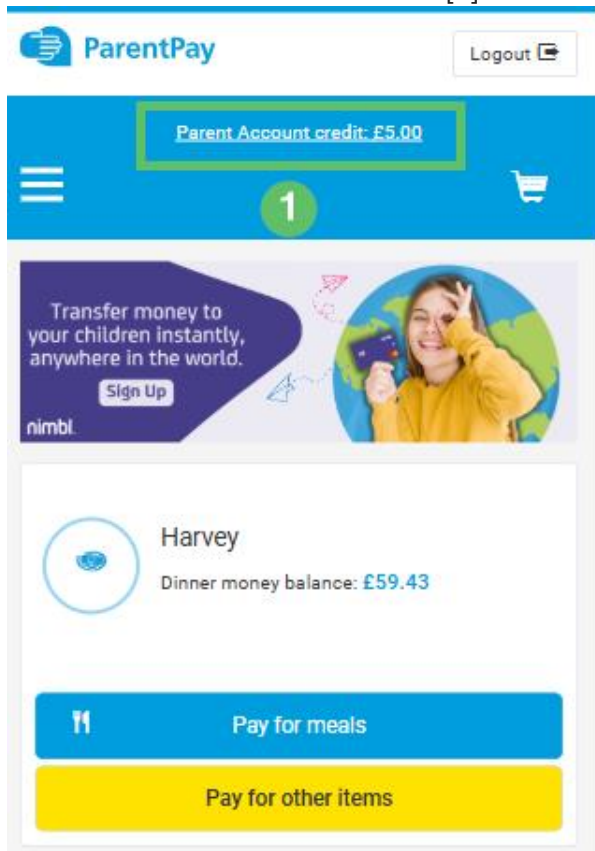 ParentPay
Logout
Parent Account credit: £5.00
1
Transfer money to
your children instantly,
anywhere in the world.
Sign Up
nimbl.
Harvey
Dinner money balance: £59.43
Pay for meals
Pay for other items